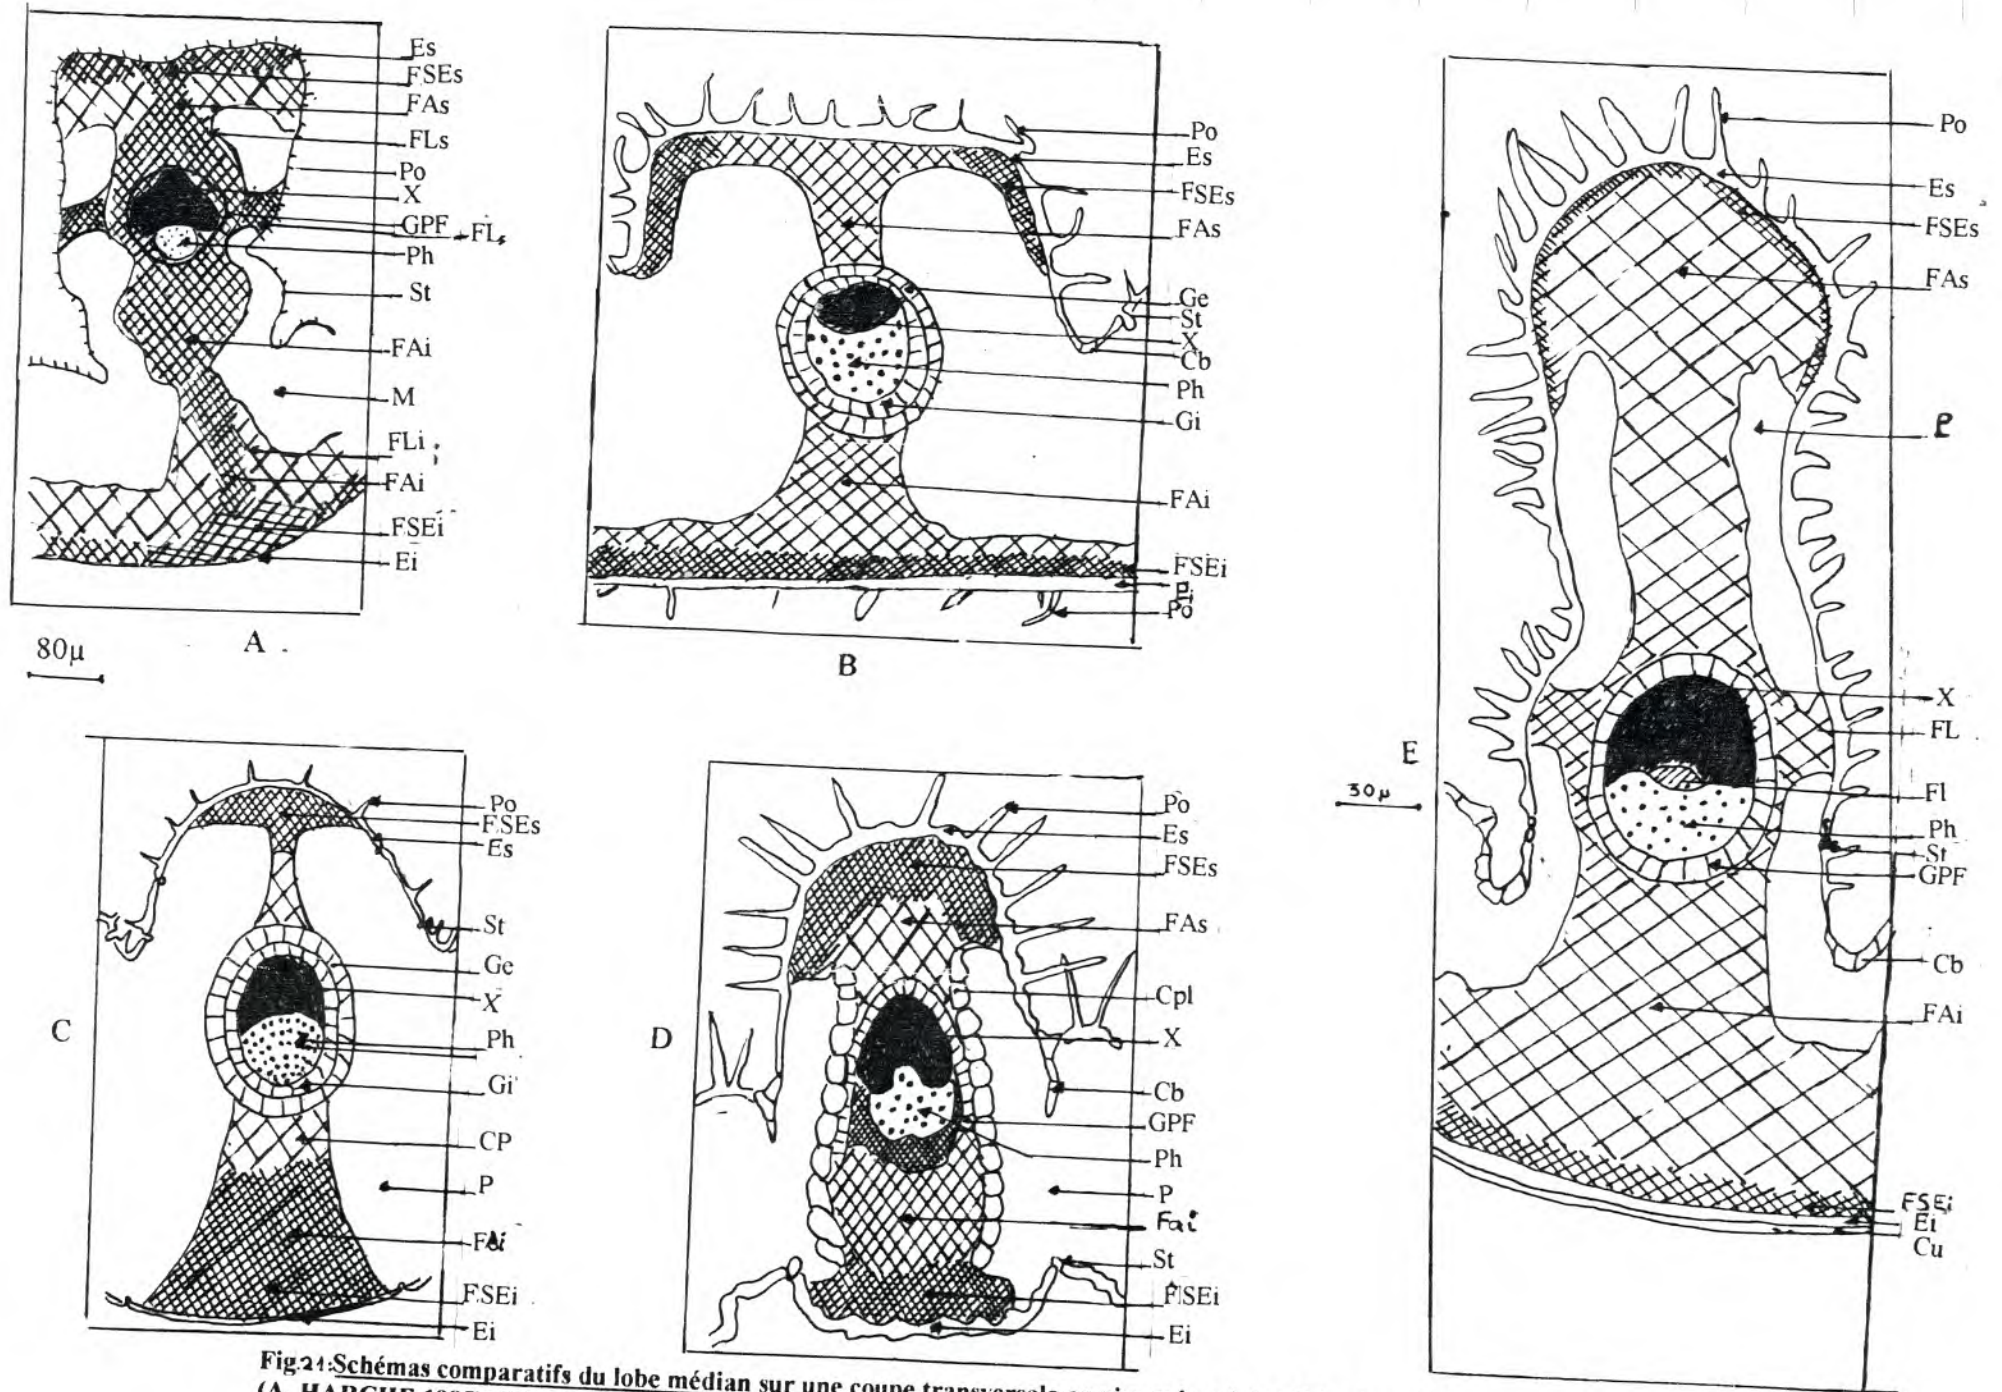 Es
FSEs
FAs
FLs
Po
X
GPF
FL
Ph
St
FAi
M
FLi
FAi
FSEi
Ei
A
80µ
Po
Es
FSEs
FAs
Ge
St
X
Cb
Ph
Gi
FAi
FSEi
Ei
Po
B
Po
FSEs
Es
St
Ge
X
Ph
Gi
CP
P
FAi
FSEi
Ei
C
Po
Es
FSEs
FAs
Cpl
X
Cb
GPF
Ph
P
Fai
St
FSEi
Ei
D
Po
Es
FSEs
FAs
P
X
FL
Fl
Ph
St
GPF
Cb
FAi
FSEi
Ei
Cu
E
30µ
Fig.21:Schémas comparatifs du lobe médian sur une coupe transversale
(A. HARCHE